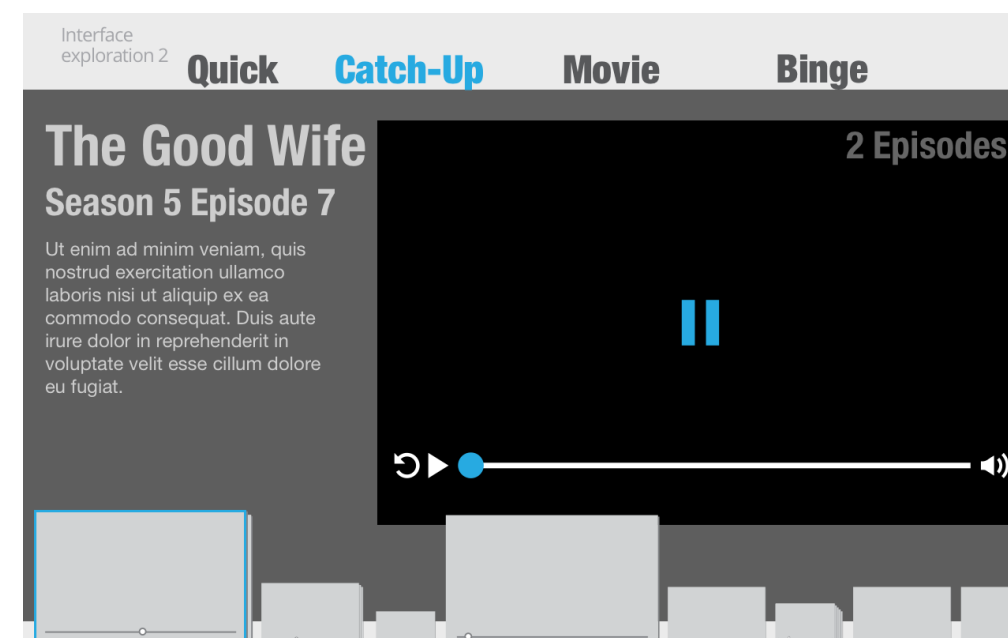 Interface
exploration 2
Quick Catch-Up Movie Binge
The Good Wife
2 Episodes
Season 5 Episode 7
Ut enim ad minim veniam, quis
nostrud exercitation ullamco
laboris nisi ut aliquip ex ea
commodo consequat. Duis aute
irure dolor in reprehenderit in
voluptate velit esse cillum dolore
eu fugiat.